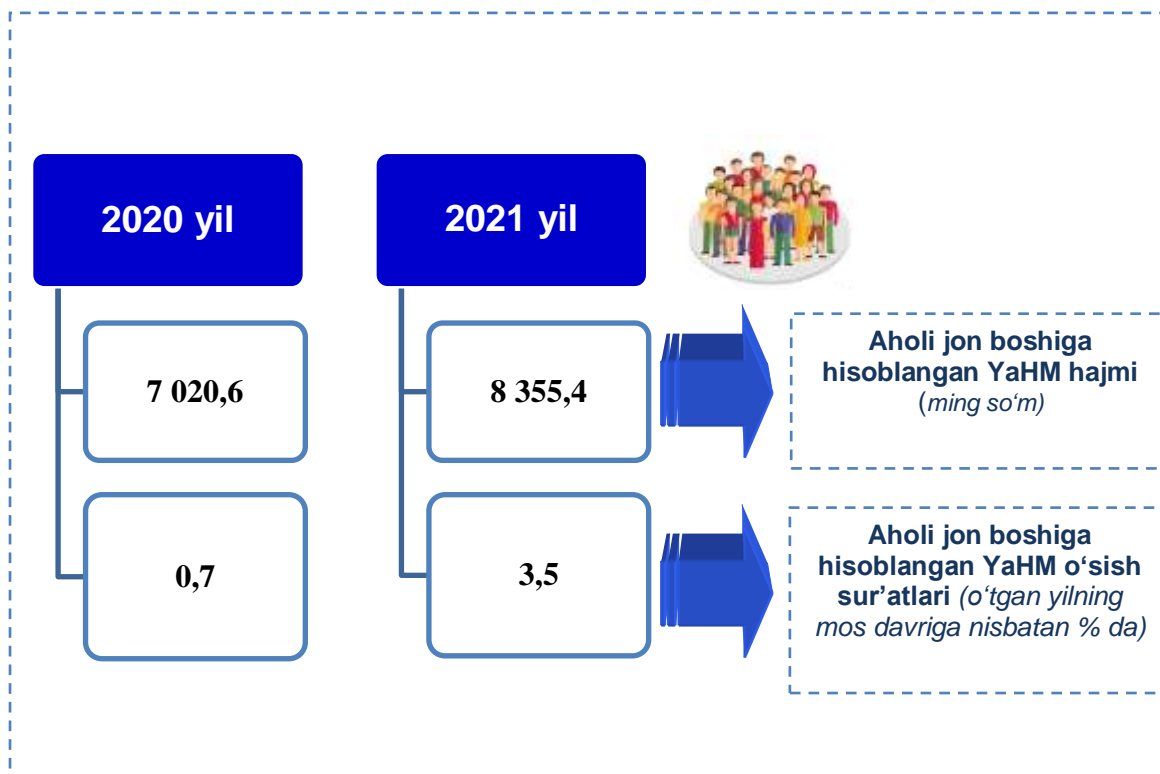 2020 yil
2021 yil
7 020,6
8 355,4
Aholi jon boshiga
hisoblangan YaHM hajmi
(ming so‘m)
0,7
3,5
Aholi jon boshiga
hisoblangan YaHM o‘sish
sur’atlari (o‘tgan yilning
mos davriga nisbatan % da)